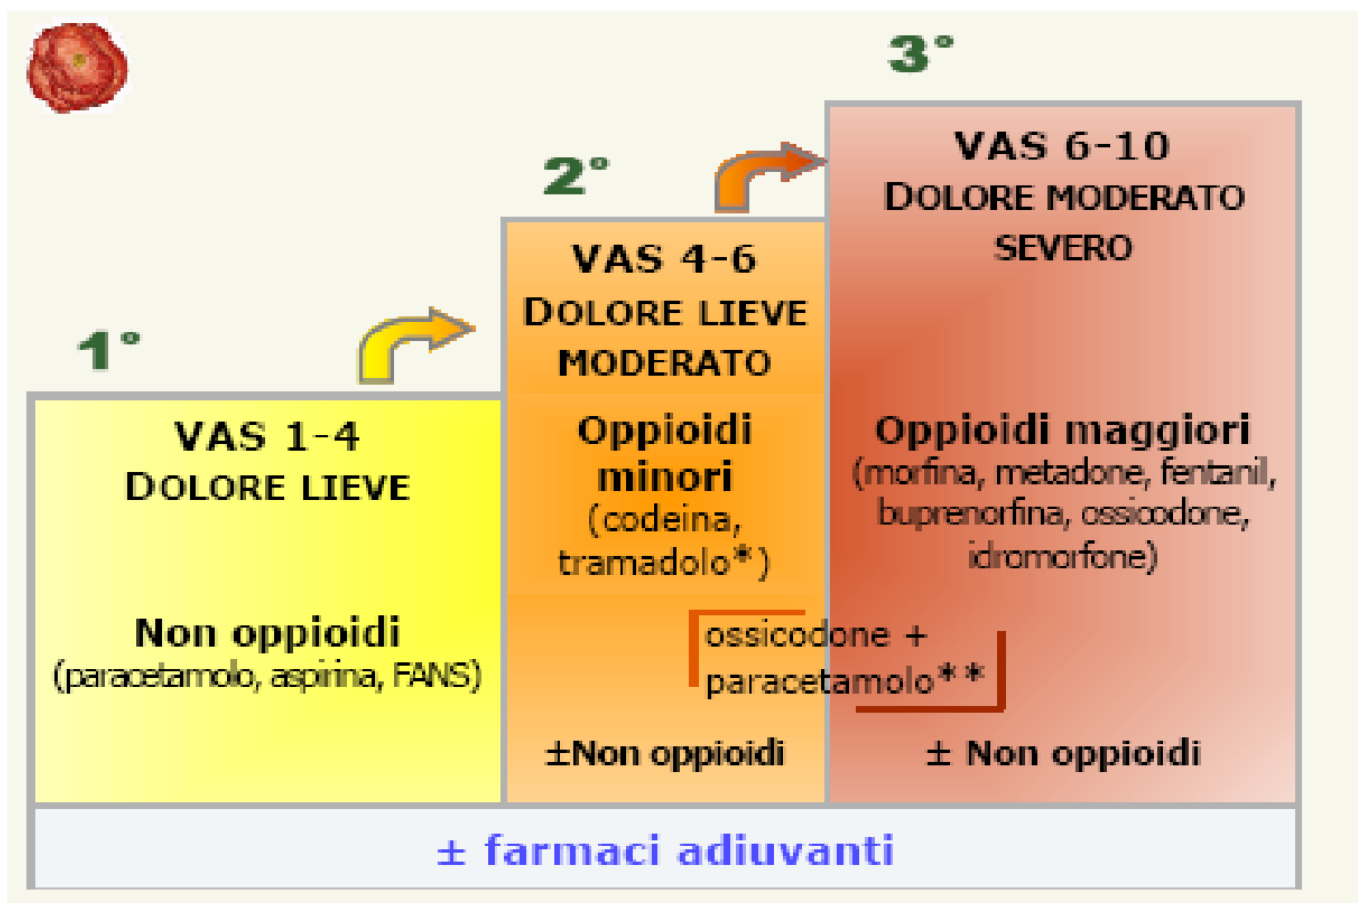 1°
VAS 1-4
DOLORE LIEVE
Non oppioidi
(paracetamolo, aspirina, FANS)
2°
VAS 4-6
DOLORE LIEVE
MODERATO
Oppioidi
minori
(codeina,
tramadolo*)
ossicodone +
paracetamolo**
±Non oppioidi
3°
VAS 6-10
DOLORE MODERATO
SEVERO
Oppioidi maggiori
(morfina, metadone, fentanil,
buprenorfina, ossicodone,
idromorfone)
± Non oppioidi
± farmaci adiuvanti